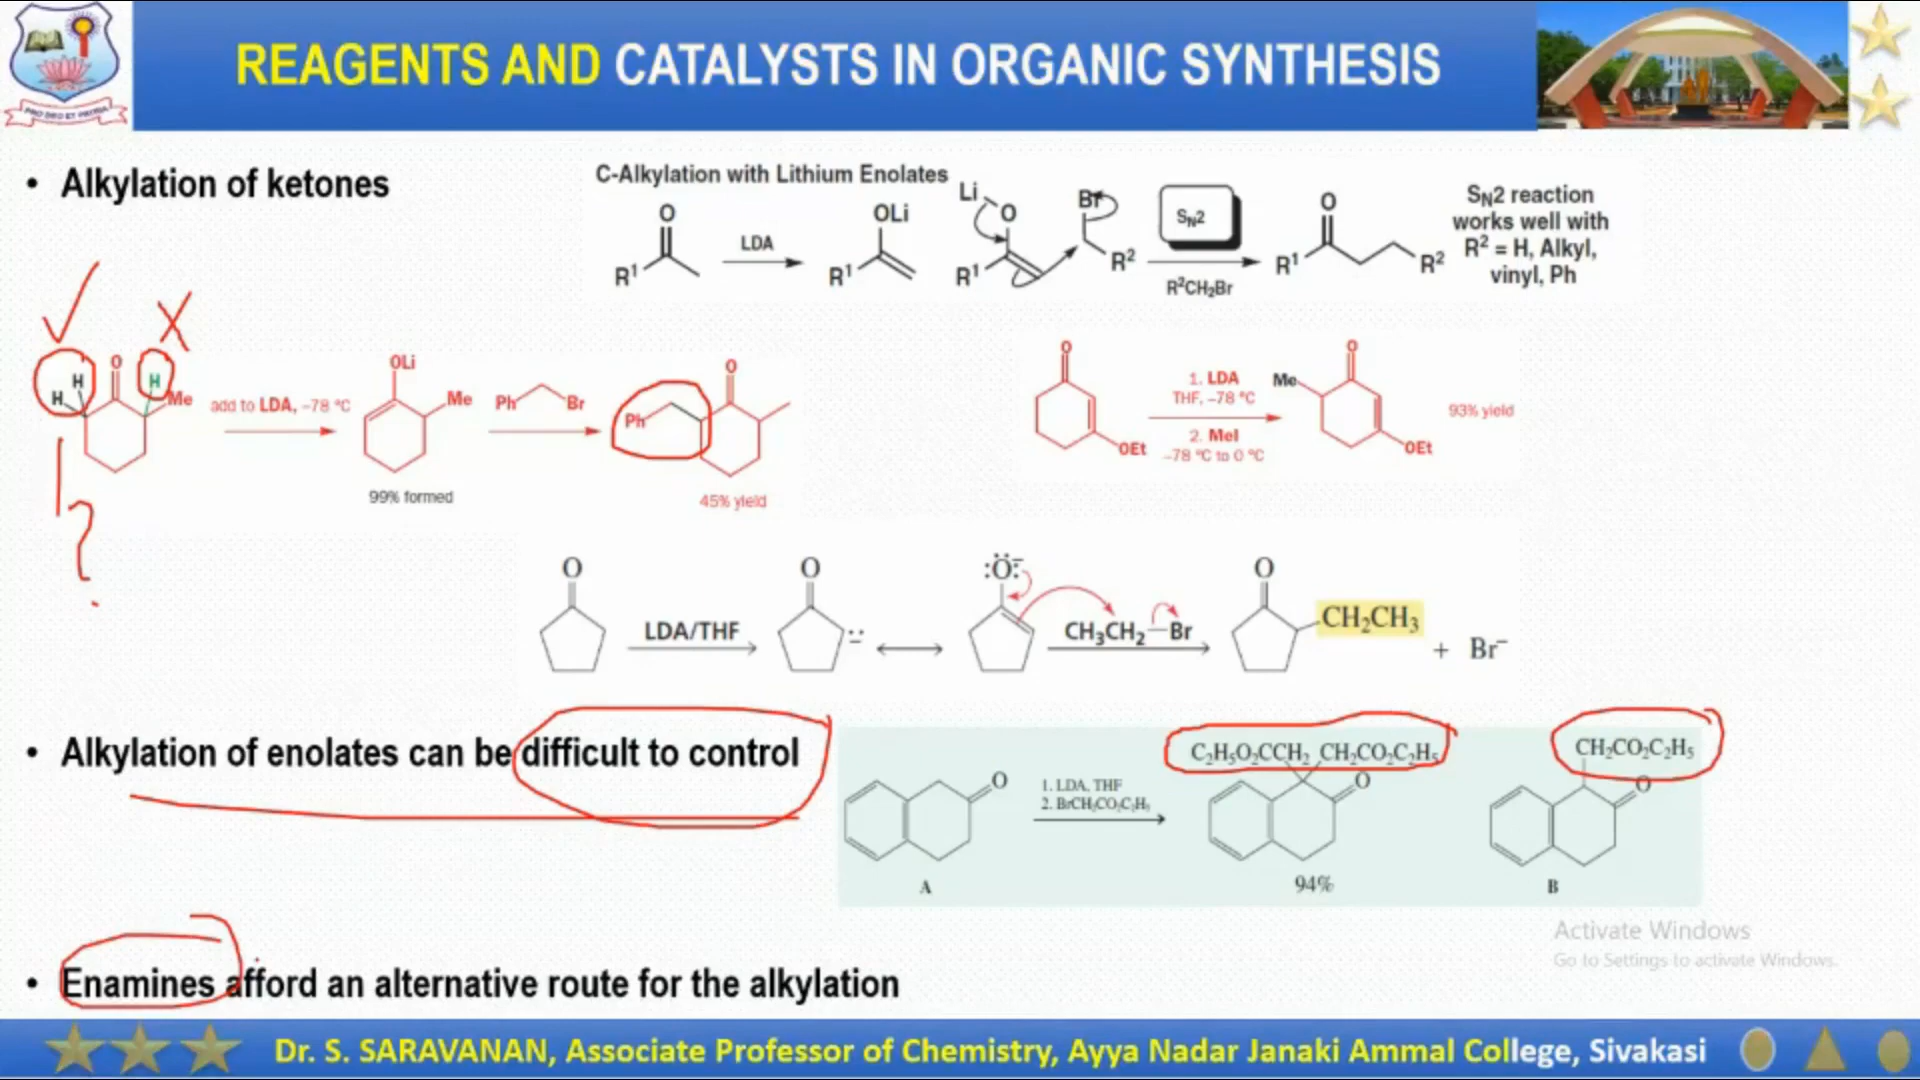 REAGENTS AND CATALYSTS IN ORGANIC SYNTHESIS
• Alkylation of ketones
C-Alkylation with Lithium Enolates
O
R¹
LDA
OLi
R¹
Li
O
R¹
Br
R²
SN2
R²CH₂Br
O
R¹
R²
SN2 reaction
works well with
R² = H, Alkyl,
vinyl, Ph
H
H
O
H
Me
add to LDA, –78 °C
OLi
Me
99% formed
Ph
Br
O
Ph
45% yield
O
OEt
1. LDA
THF, –78 °C
2. MeI
–78 °C to 0 °C
O
Me
OEt
93% yield
?
O
LDA/THF
O
:Ö:⁻
CH₃CH₂—Br
O
CH₂CH₃
+ Br⁻
• Alkylation of enolates can be difficult to control
O
A
1. LDA, THF
2. BrCH₂CO₂C₂H₅
C₂H₅O₂CCH₂ CH₂CO₂C₂H₅
O
94%
CH₂CO₂C₂H₅
O
B
• Enamines afford an alternative route for the alkylation
Activate Windows
Go to Settings to activate Windows.
Dr. S. SARAVANAN, Associate Professor of Chemistry, Ayya Nadar Janaki Ammal College, Sivakasi